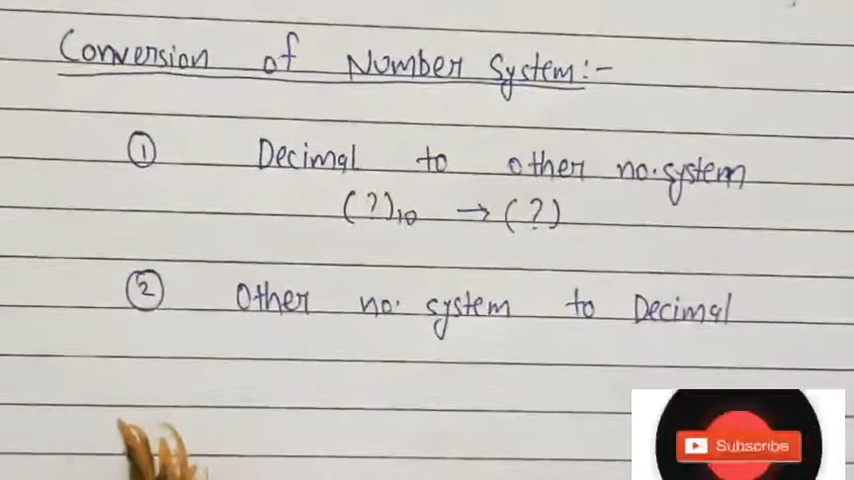 Conversion of Number System:-
① Decimal to other no. system
(?)₁₀ → (?)
② Other no. system to Decimal
Subscribe